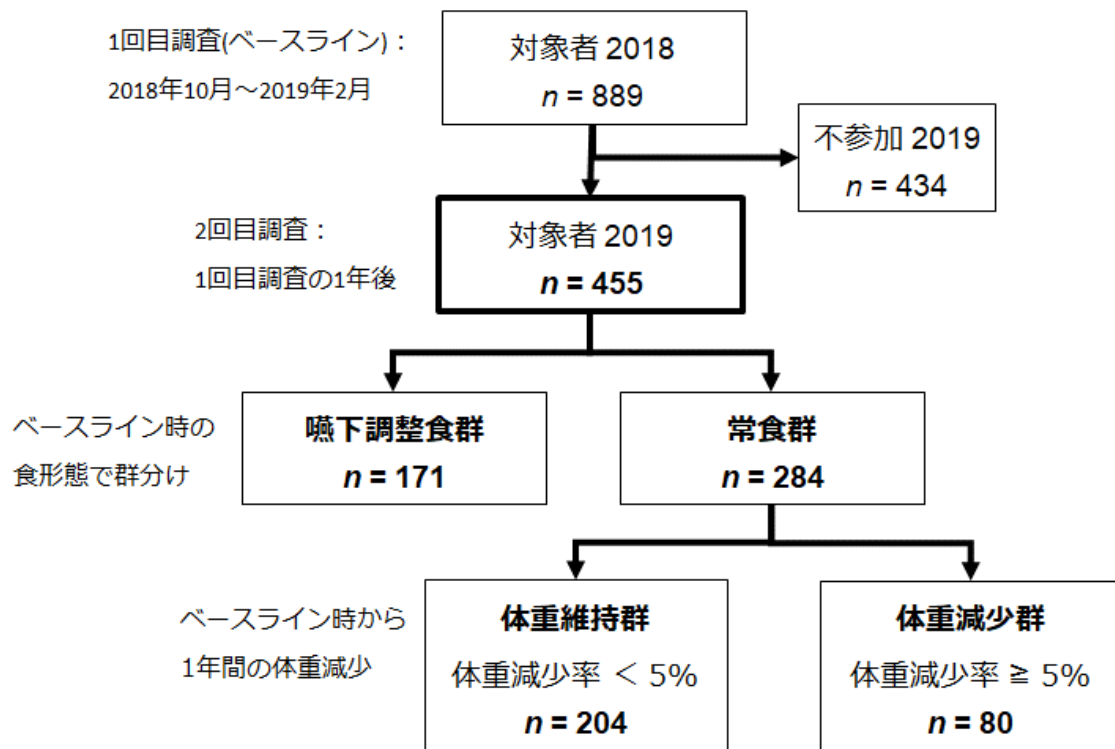 1回目調査(ベースライン)：
2018年10月～2019年2月
対象者 2018
n = 889
不参加 2019
n = 434
2回目調査：
1回目調査の1年後
対象者 2019
n = 455
ベースライン時の
食形態で群分け
嚥下調整食群
n = 171
常食群
n = 284
ベースライン時から
1年間の体重減少
体重維持群
体重減少率 ＜ 5%
n = 204
体重減少群
体重減少率 ≧ 5%
n = 80